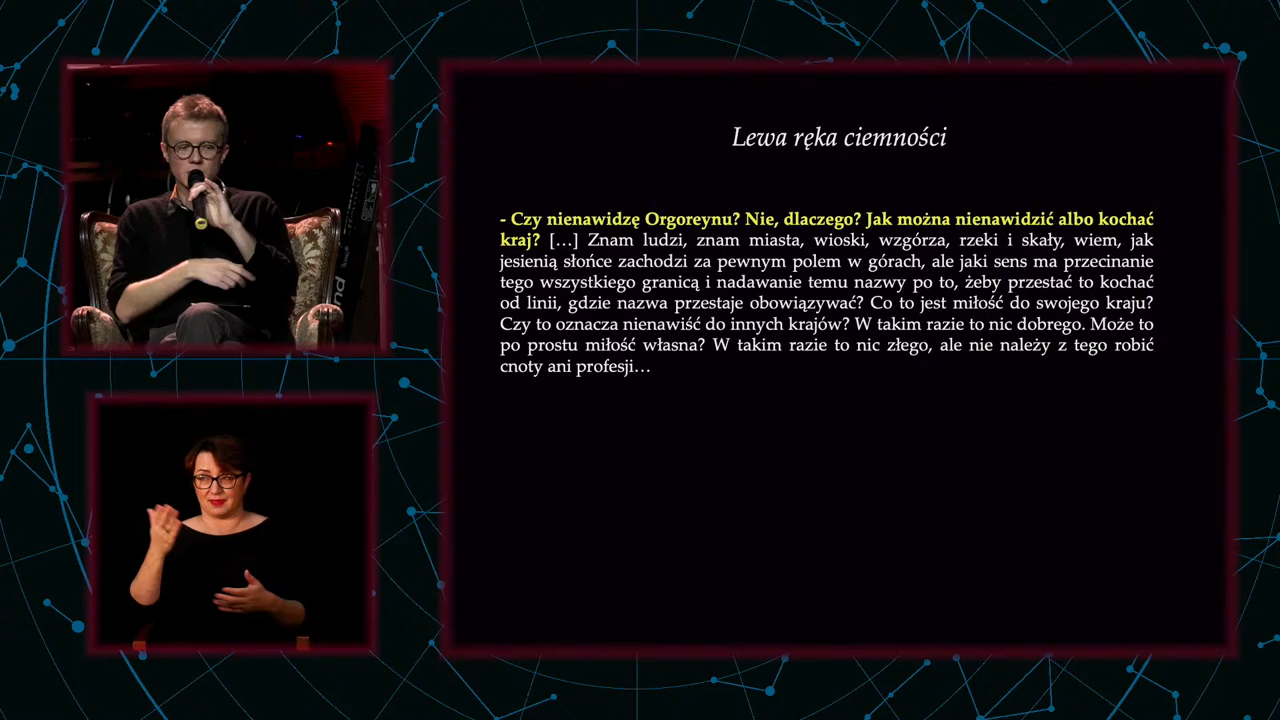 Lewa ręka ciemności
- Czy nienawidzę Orgoreynu? Nie, dlaczego? Jak można nienawidzić albo kochać
kraj? […] Znam ludzi, znam miasta, wioski, wzgórza, rzeki i skały, wiem, jak
jesienią słońce zachodzi za pewnym polem w górach, ale jaki sens ma przecinanie
tego wszystkiego granicą i nadawanie temu nazwy po to, żeby przestać to kochać
od linii, gdzie nazwa przestaje obowiązywać? Co to jest miłość do swojego kraju?
Czy to oznacza nienawiść do innych krajów? W takim razie to nic dobrego. Może to
po prostu miłość własna? W takim razie to nic złego, ale nie należy z tego robić
cnoty ani profesji…